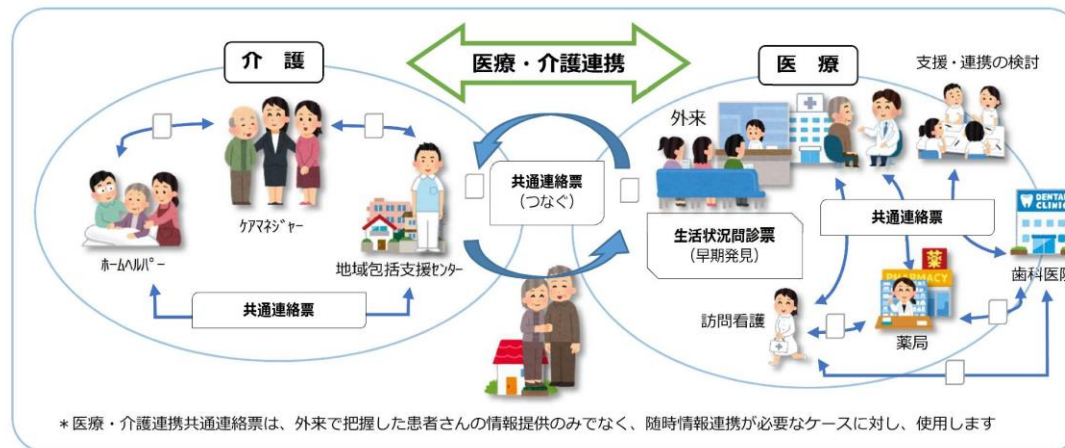 医療・介護連携
介 護
医 療
支援・連携の検討
外来
共通連絡票
(つなぐ)
ｹｱﾏﾈｼﾞｬｰ
ﾎｰﾑﾍﾙﾊﾟｰ
地域包括支援ｾﾝﾀｰ
共通連絡票
生活状況問診票
(早期発見)
共通連絡票
DENTAL
CLINIC
歯科医院
薬
PHARMACY
薬局
訪問看護
＊医療・介護連携共通連絡票は、外来で把握した患者さんの情報提供のみでなく、随時情報連携が必要なケースに対し、使用します